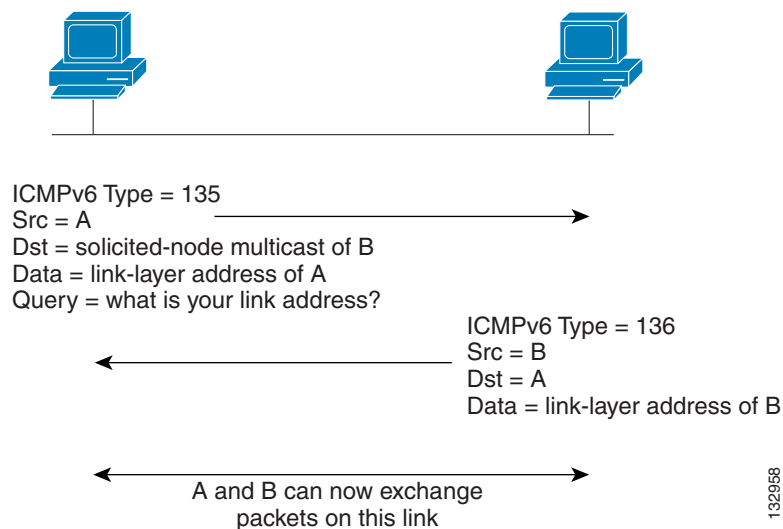 ICMPv6 Type = 135
Src = A
Dst = solicited-node multicast of B
Data = link-layer address of A
Query = what is your link address?
ICMPv6 Type = 136
Src = B
Dst = A
Data = link-layer address of B
A and B can now exchange
packets on this link
132958